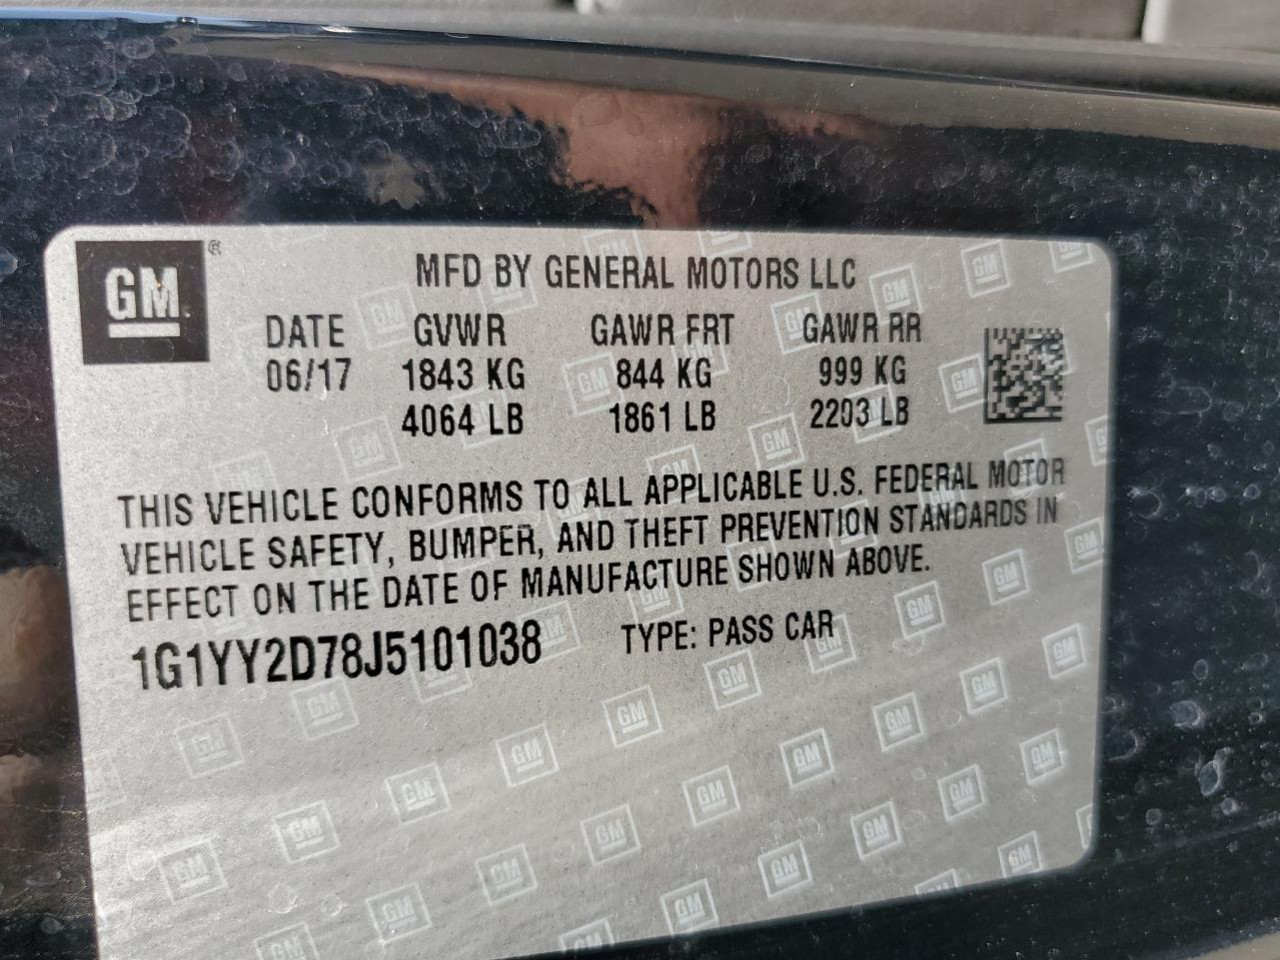 GM ®
MFD BY GENERAL MOTORS LLC
DATE GVWR GAWR FRT GAWR RR
06/17 1843 KG 844 KG 999 KG
4064 LB 1861 LB 2203 LB
THIS VEHICLE CONFORMS TO ALL APPLICABLE U.S. FEDERAL MOTOR
VEHICLE SAFETY, BUMPER, AND THEFT PREVENTION STANDARDS IN
EFFECT ON THE DATE OF MANUFACTURE SHOWN ABOVE.
1G1YY2D78J5101038 TYPE: PASS CAR